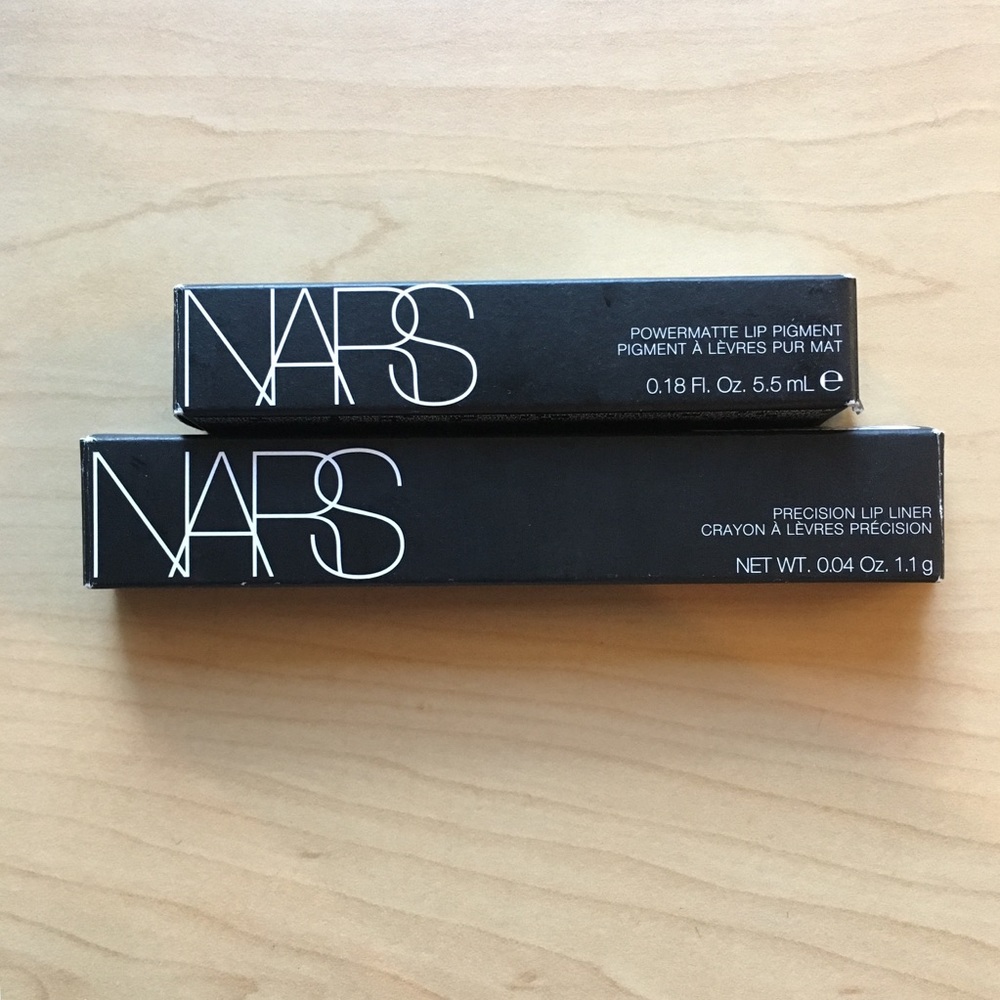 NARS
POWERMATTE LIP PIGMENT
PIGMENT À LÈVRES PUR MAT
0.18 Fl. Oz. 5.5 mL ℮
NARS
PRECISION LIP LINER
CRAYON À LÈVRES PRÉCISION
NET WT. 0.04 Oz. 1.1 g